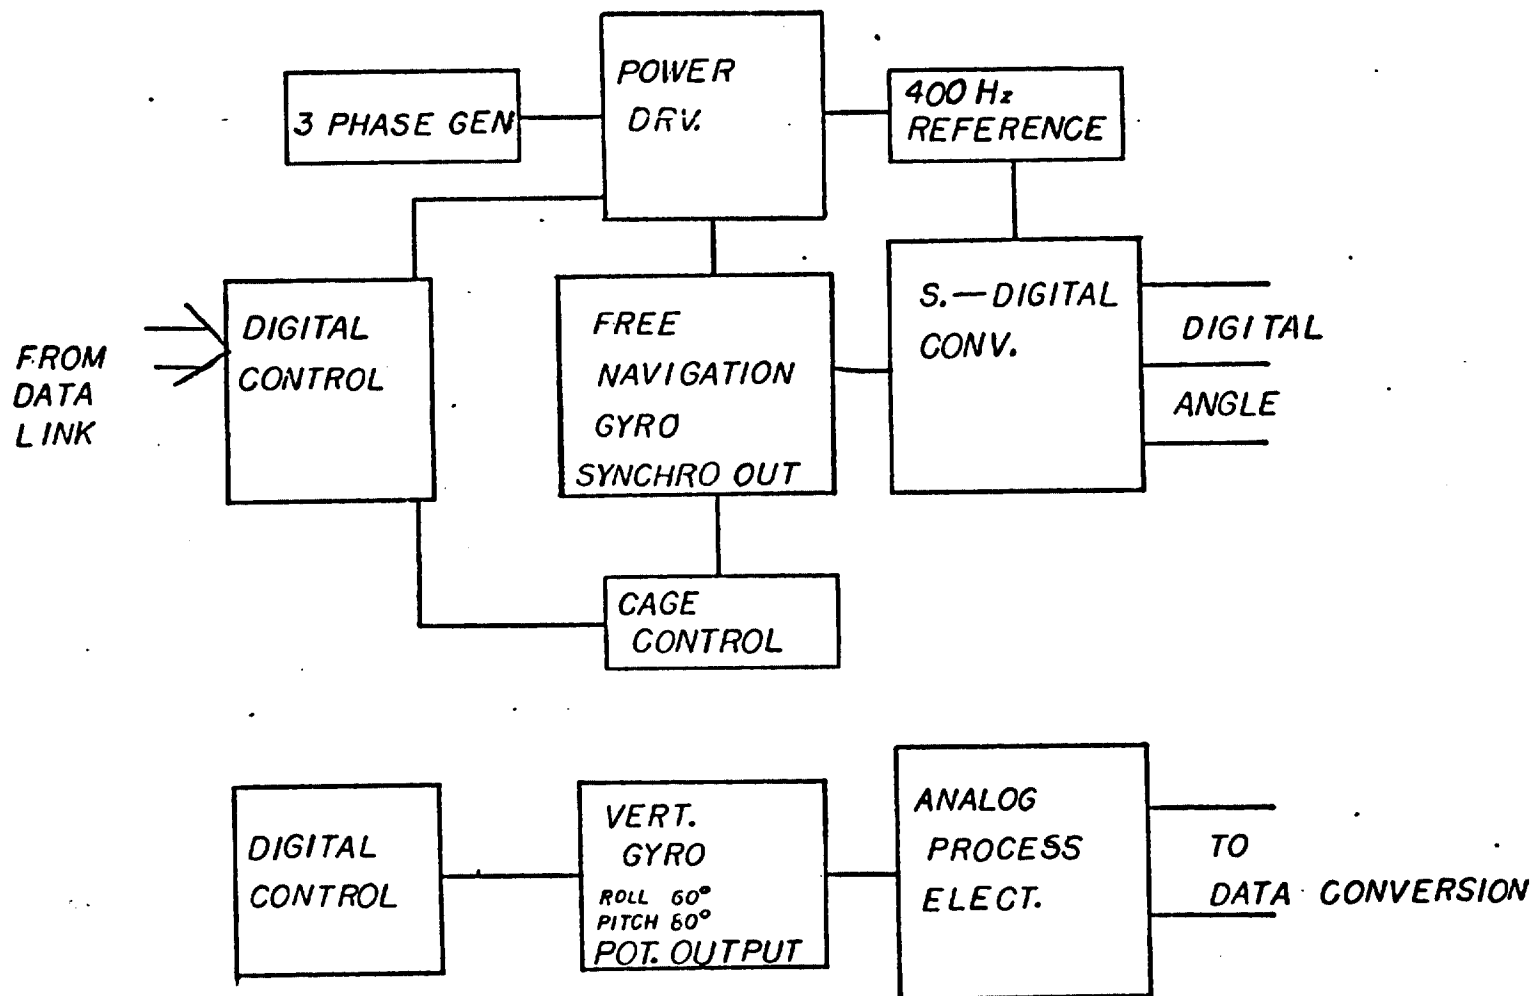 POWER
DRV.
3 PHASE GEN
400 Hz
REFERENCE
FROM
DATA
LINK
DIGITAL
CONTROL
FREE
NAVIGATION
GYRO
SYNCHRO OUT
S.—DIGITAL
CONV.
DIGITAL
ANGLE
CAGE
CONTROL
DIGITAL
CONTROL
VERT.
GYRO
ROLL 60°
PITCH 60°
POT. OUTPUT
ANALOG
PROCESS
ELECT.
TO
DATA CONVERSION